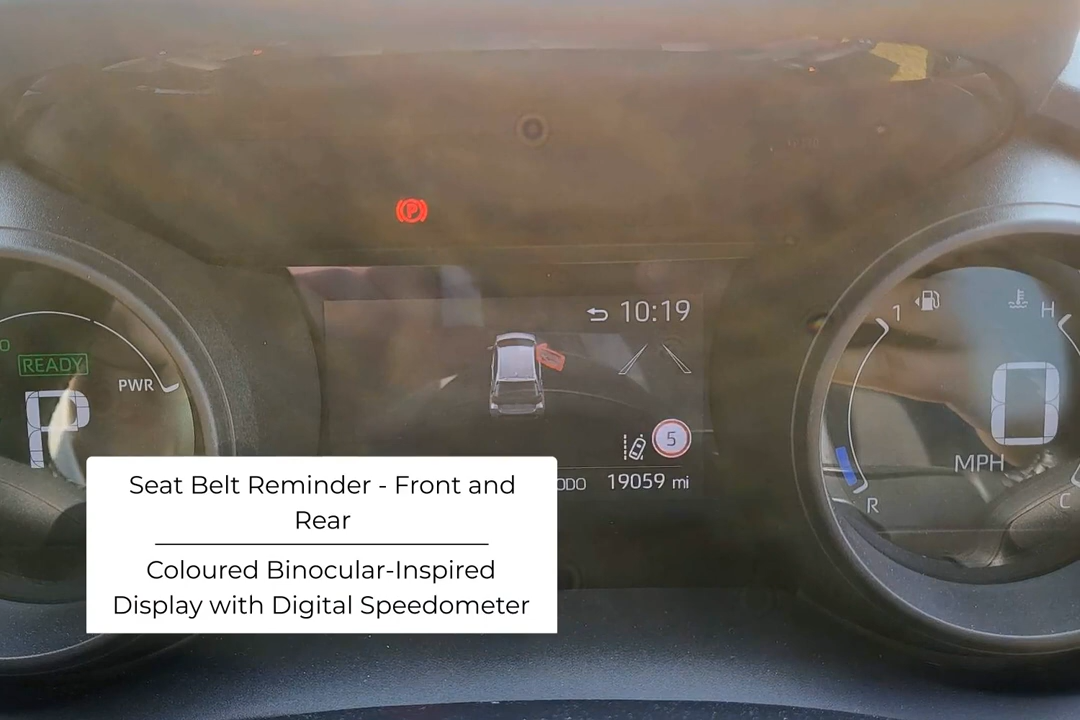 P
10:19
1
H
READY
PWR
P
0
5
MPH
ODO 19059 mi
R
C
Seat Belt Reminder - Front and
Rear
Coloured Binocular-Inspired
Display with Digital Speedometer